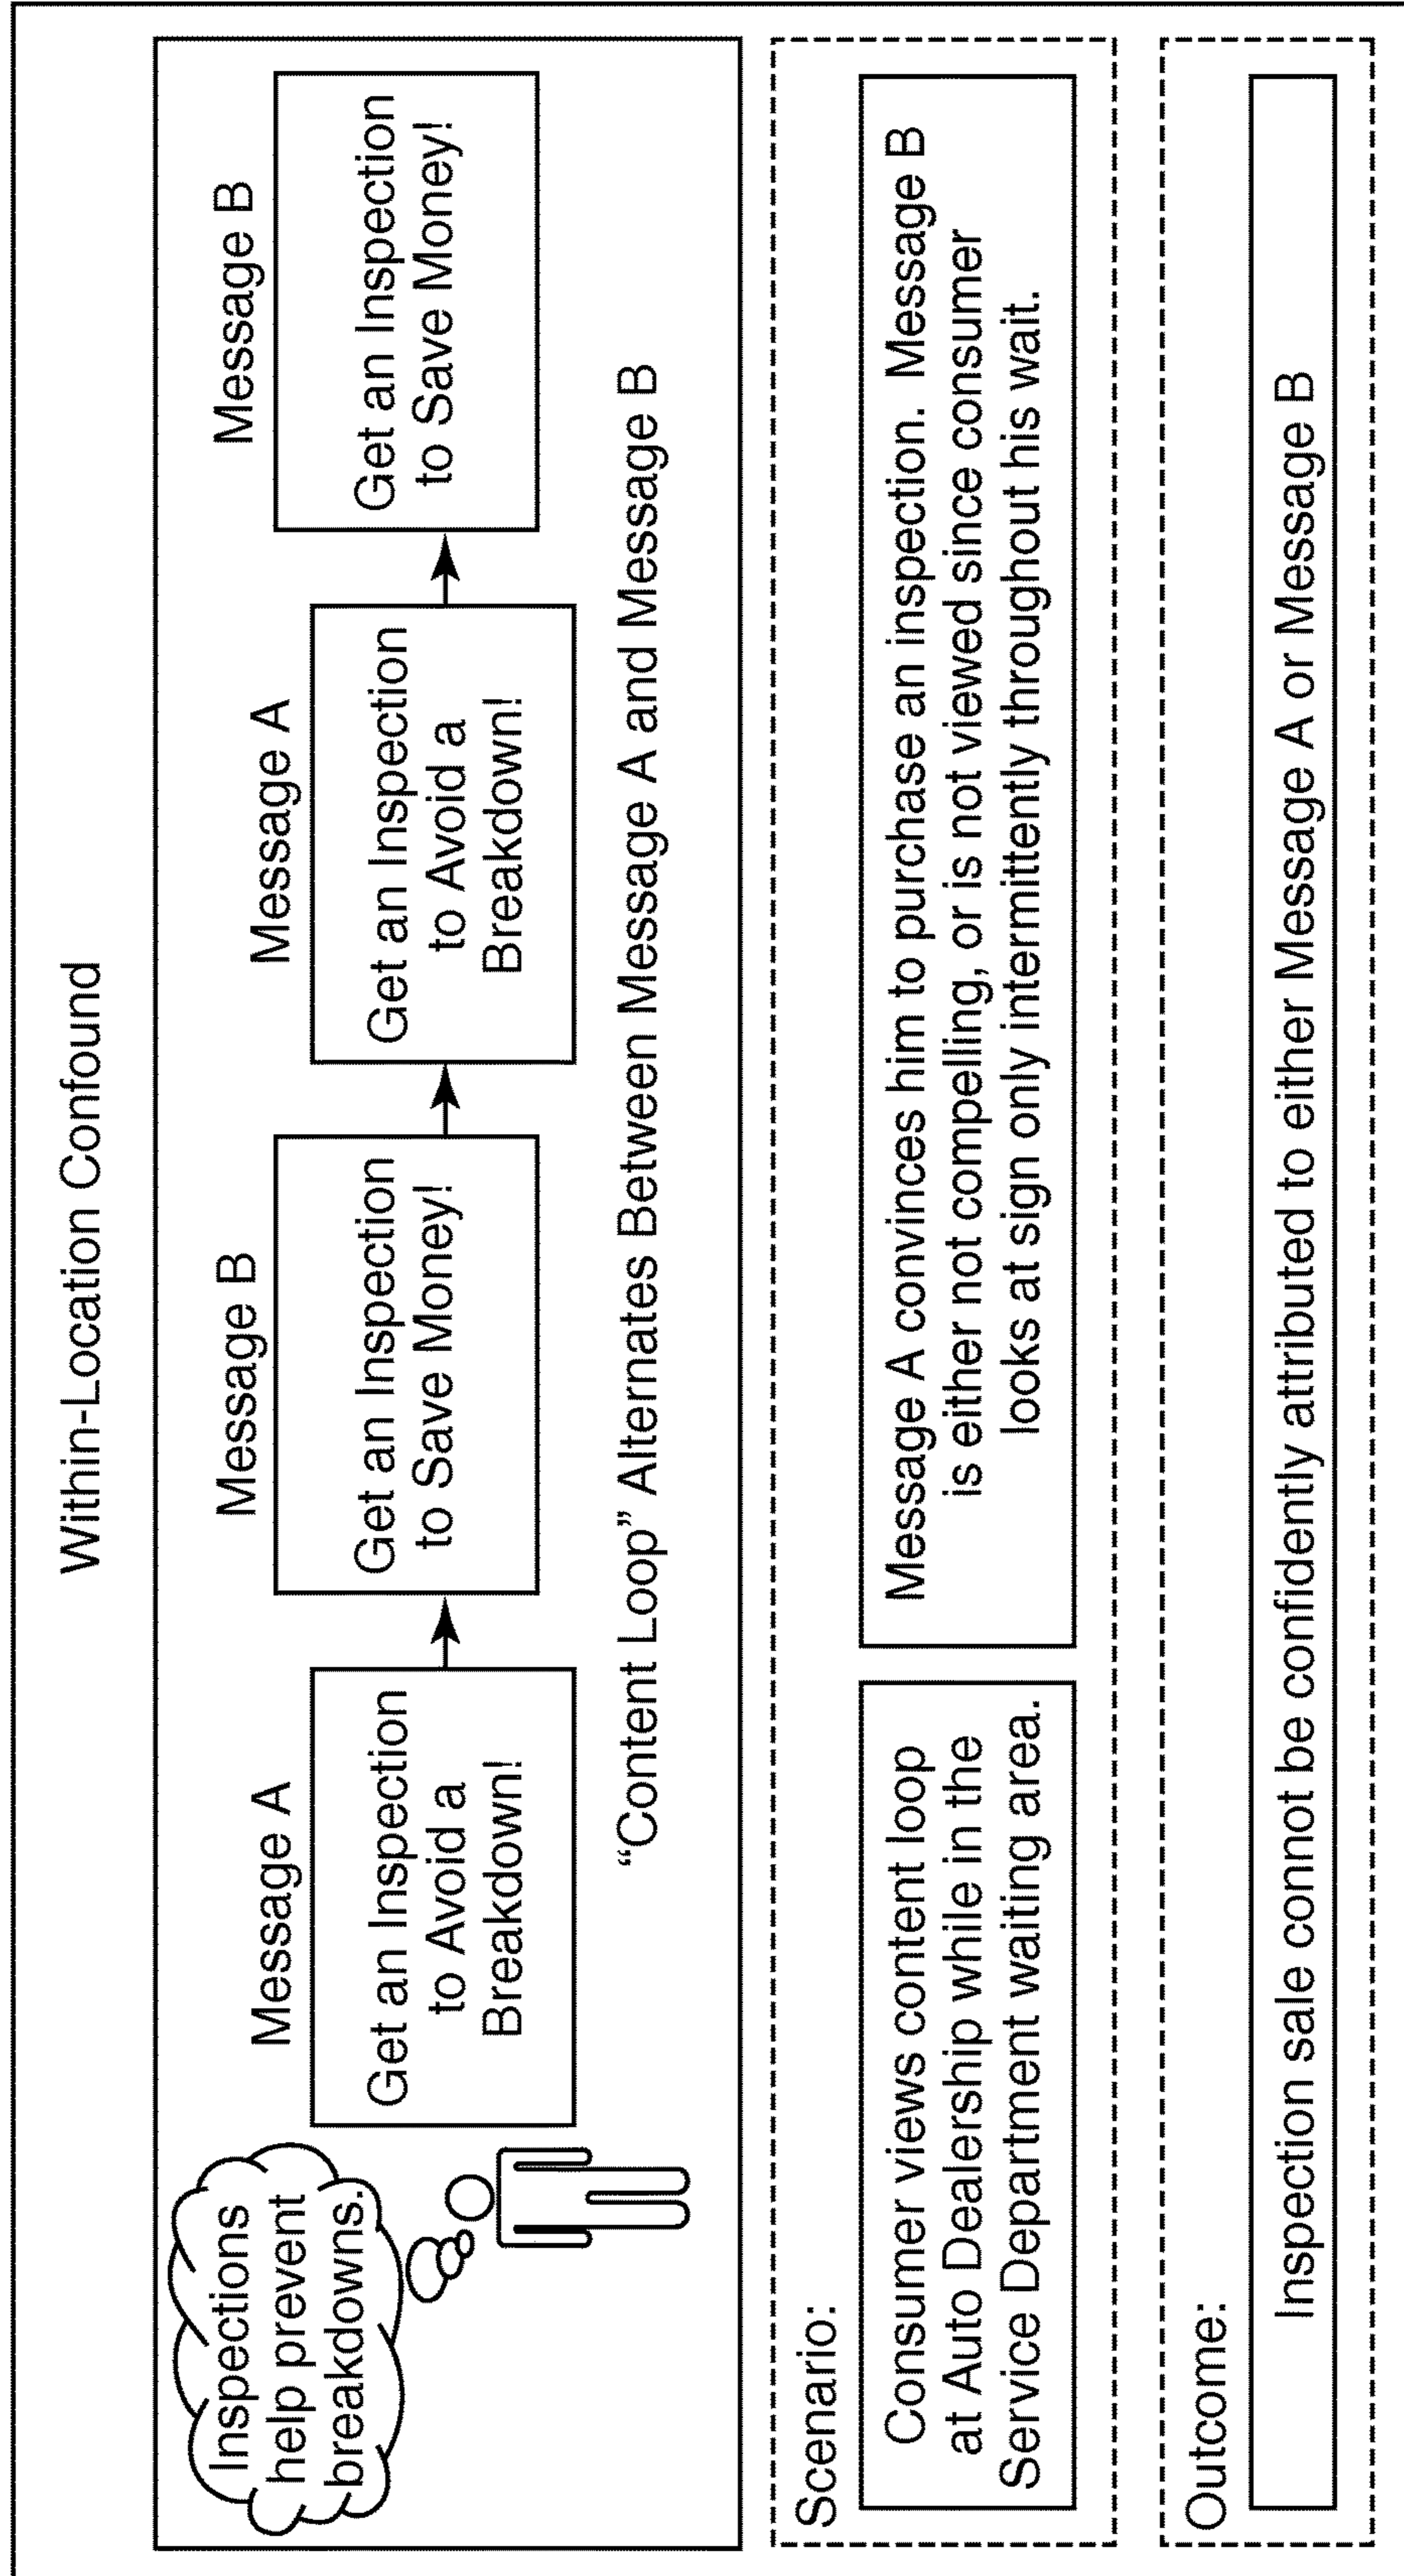 Within-Location Confound
Inspections
help prevent
breakdowns.
Message A
Get an Inspection
to Avoid a
Breakdown!
Message B
Get an Inspection
to Save Money!
Message A
Get an Inspection
to Avoid a
Breakdown!
Message B
Get an Inspection
to Save Money!
“Content Loop” Alternates Between Message A and Message B
Scenario:
Consumer views content loop
at Auto Dealership while in the
Service Department waiting area.
Message A convinces him to purchase an inspection. Message B
is either not compelling, or is not viewed since consumer
looks at sign only intermittently throughout his wait.
Outcome:
Inspection sale connot be confidently attributed to either Message A or Message B